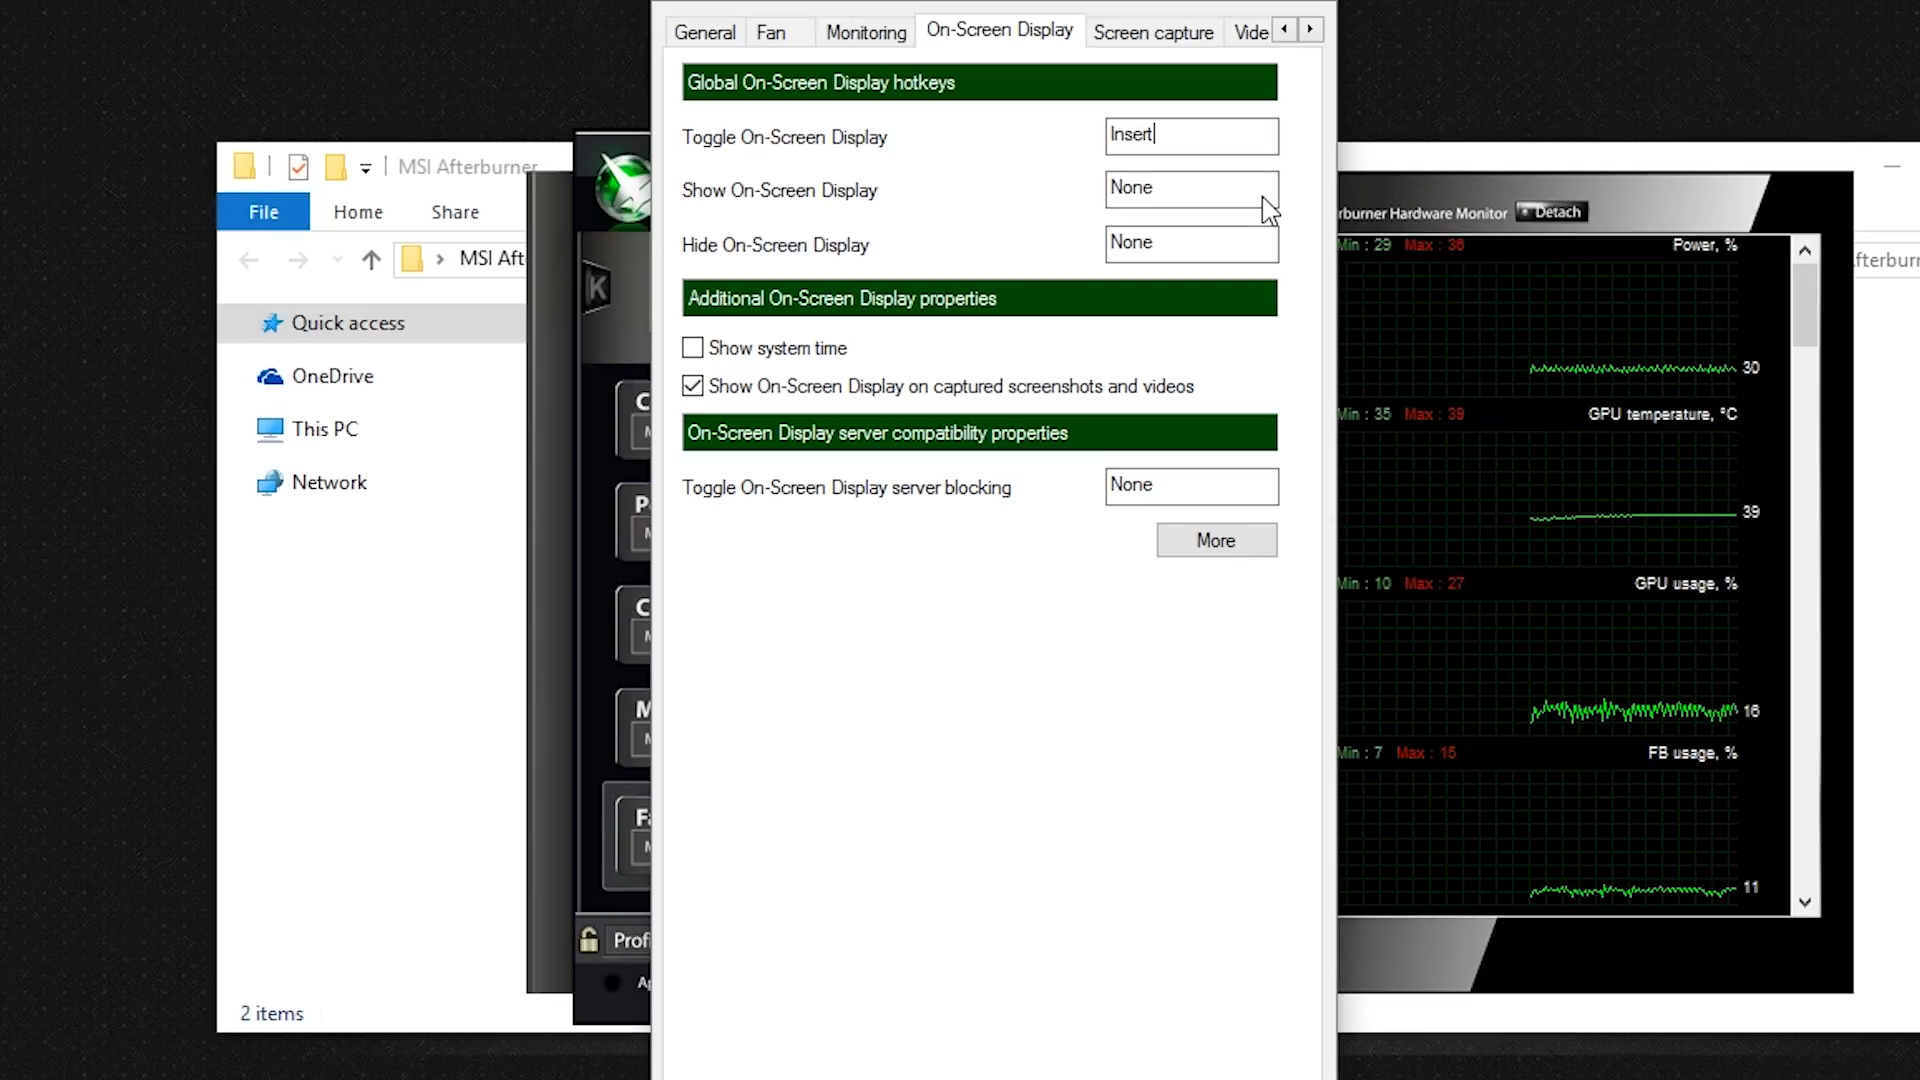 General
Fan
Monitoring
On-Screen Display
Screen capture
Vide
Global On-Screen Display hotkeys
Toggle On-Screen Display
Insert
Show On-Screen Display
None
Hide On-Screen Display
None
Additional On-Screen Display properties
Show system time
Show On-Screen Display on captured screenshots and videos
On-Screen Display server compatibility properties
Toggle On-Screen Display server blocking
None
More
MSI Afterburner
File
Home
Share
MSI Aft
Quick access
OneDrive
This PC
Network
2 items
K
C
M
P
M
C
M
M
M
F
M
Prof
Ap
rburner Hardware Monitor
Detach
Min : 29 Max : 36
Power, %
30
Min : 35 Max : 39
GPU temperature, °C
39
Min : 10 Max : 27
GPU usage, %
16
Min : 7 Max : 15
FB usage, %
11
fterburn